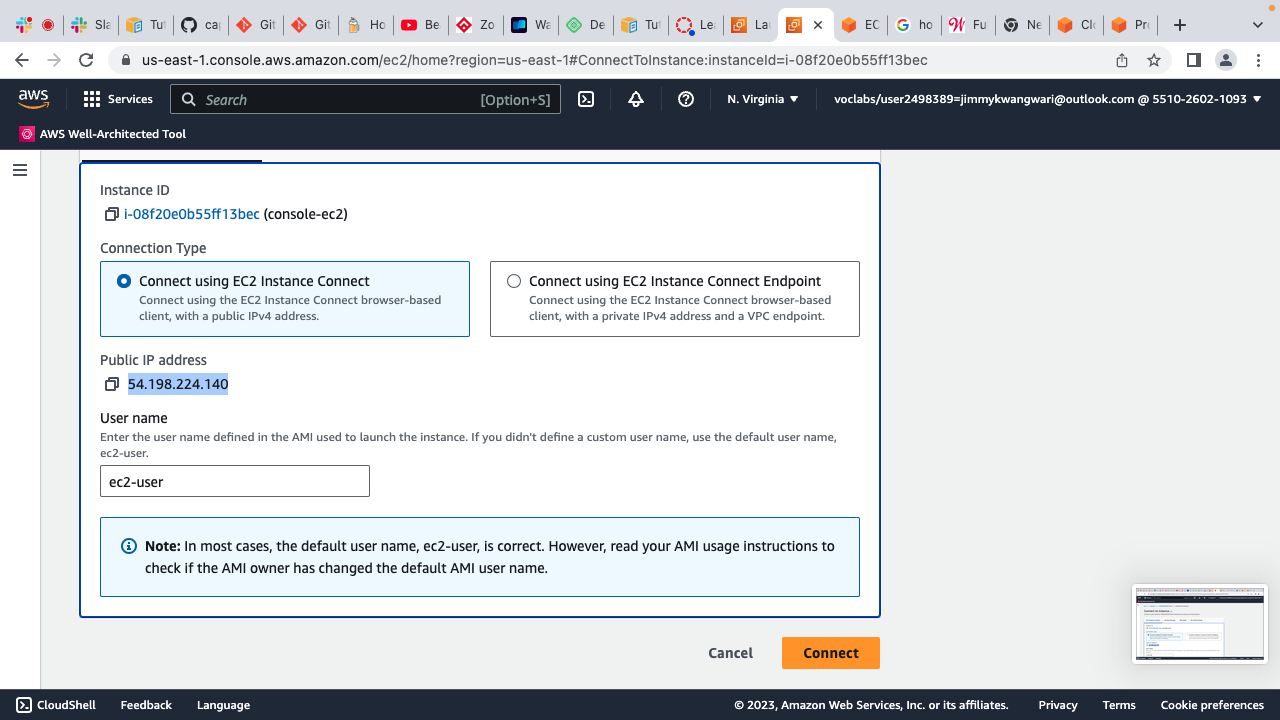 Sla
Tut
cap
Git
Git
Ho
Be
Zo
Wa
De
Tut
Le
Lau
EC
ho
Fu
Ne
Clo
Pro
us-east-1.console.aws.amazon.com/ec2/home?region=us-east-1#ConnectToInstance:instanceId=i-08f20e0b55ff13bec
aws
Services
Search
[Option+S]
N. Virginia
voclabs/user2498389=jimmykwangwari@outlook.com @ 5510-2602-1093
AWS Well-Architected Tool
Instance ID
i-08f20e0b55ff13bec (console-ec2)
Connection Type
Connect using EC2 Instance Connect
Connect using the EC2 Instance Connect browser-based
client, with a public IPv4 address.
Connect using EC2 Instance Connect Endpoint
Connect using the EC2 Instance Connect browser-based
client, with a private IPv4 address and a VPC endpoint.
Public IP address
54.198.224.140
User name
Enter the user name defined in the AMI used to launch the instance. If you didn't define a custom user name, use the default user name,
ec2-user.
ec2-user
Note: In most cases, the default user name, ec2-user, is correct. However, read your AMI usage instructions to
check if the AMI owner has changed the default AMI user name.
Cancel
Connect
CloudShell
Feedback
Language
© 2023, Amazon Web Services, Inc. or its affiliates.
Privacy
Terms
Cookie preferences